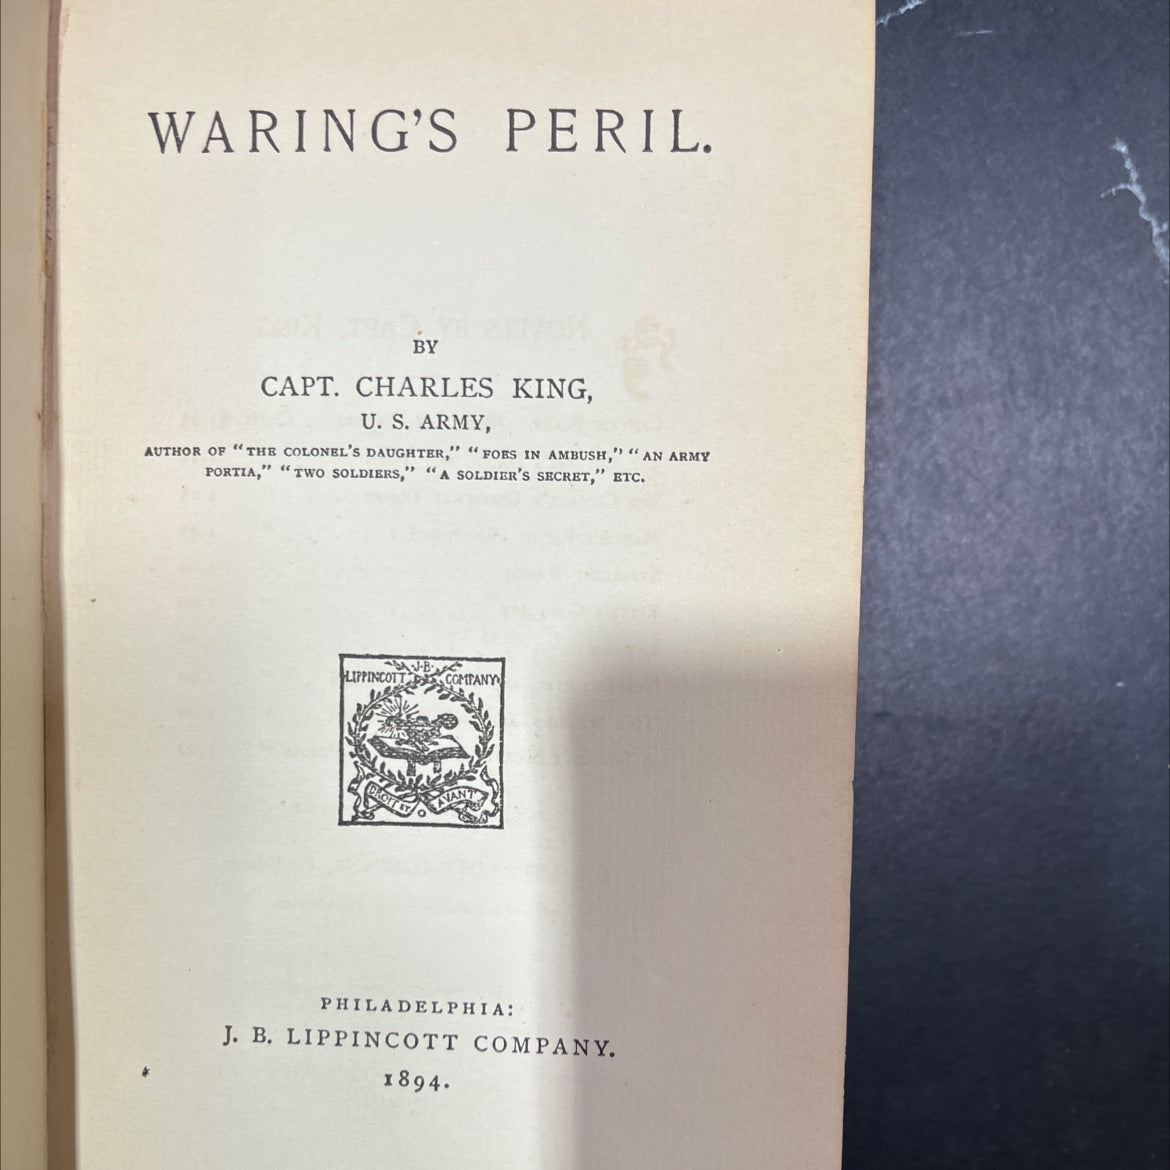 WARING'S PERIL.
BY
CAPT. CHARLES KING,
U. S. ARMY,
AUTHOR OF "THE COLONEL'S DAUGHTER," "FOES IN AMBUSH," "AN ARMY
PORTIA," "TWO SOLDIERS," "A SOLDIER'S SECRET," ETC.
J. B.
LIPPINCOTT COMPANY
DROIT ET AVANT
PHILADELPHIA:
J. B. LIPPINCOTT COMPANY.
1894.